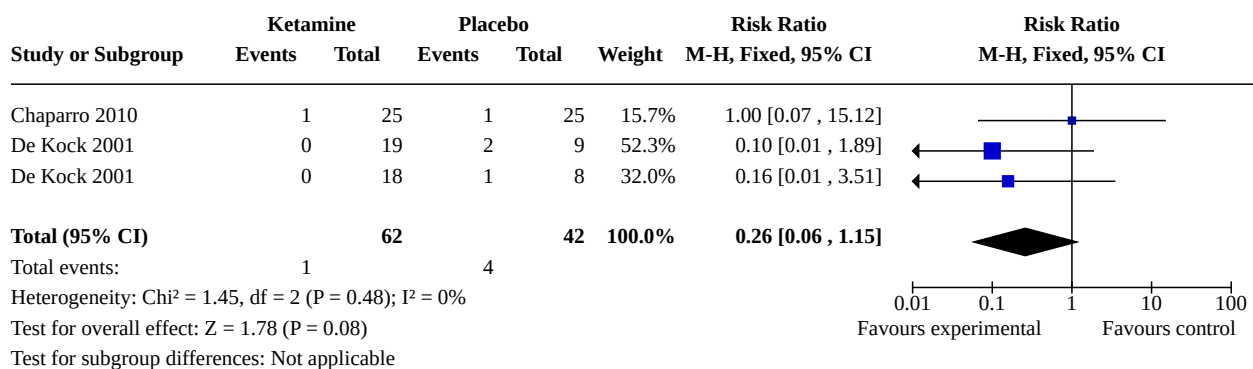 Ketamine Placebo Risk Ratio Risk Ratio
Study or Subgroup Events Total Events Total Weight M-H, Fixed, 95% CI M-H, Fixed, 95% CI
Chaparro 2010 1 25 1 25 15.7% 1.00 [0.07 , 15.12]
De Kock 2001 0 19 2 9 52.3% 0.10 [0.01 , 1.89]
De Kock 2001 0 18 1 8 32.0% 0.16 [0.01 , 3.51]
Total (95% CI) 62 42 100.0% 0.26 [0.06 , 1.15]
Total events: 1 4
Heterogeneity: Chi² = 1.45, df = 2 (P = 0.48); I² = 0%
0.01 0.1 1 10 100
Test for overall effect: Z = 1.78 (P = 0.08)
Favours experimental Favours control
Test for subgroup differences: Not applicable